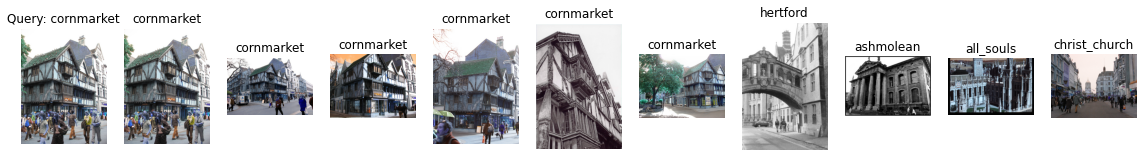 Query: cornmarket
cornmarket
cornmarket
cornmarket
cornmarket
cornmarket
cornmarket
hertford
ashmolean
all_souls
christ_church